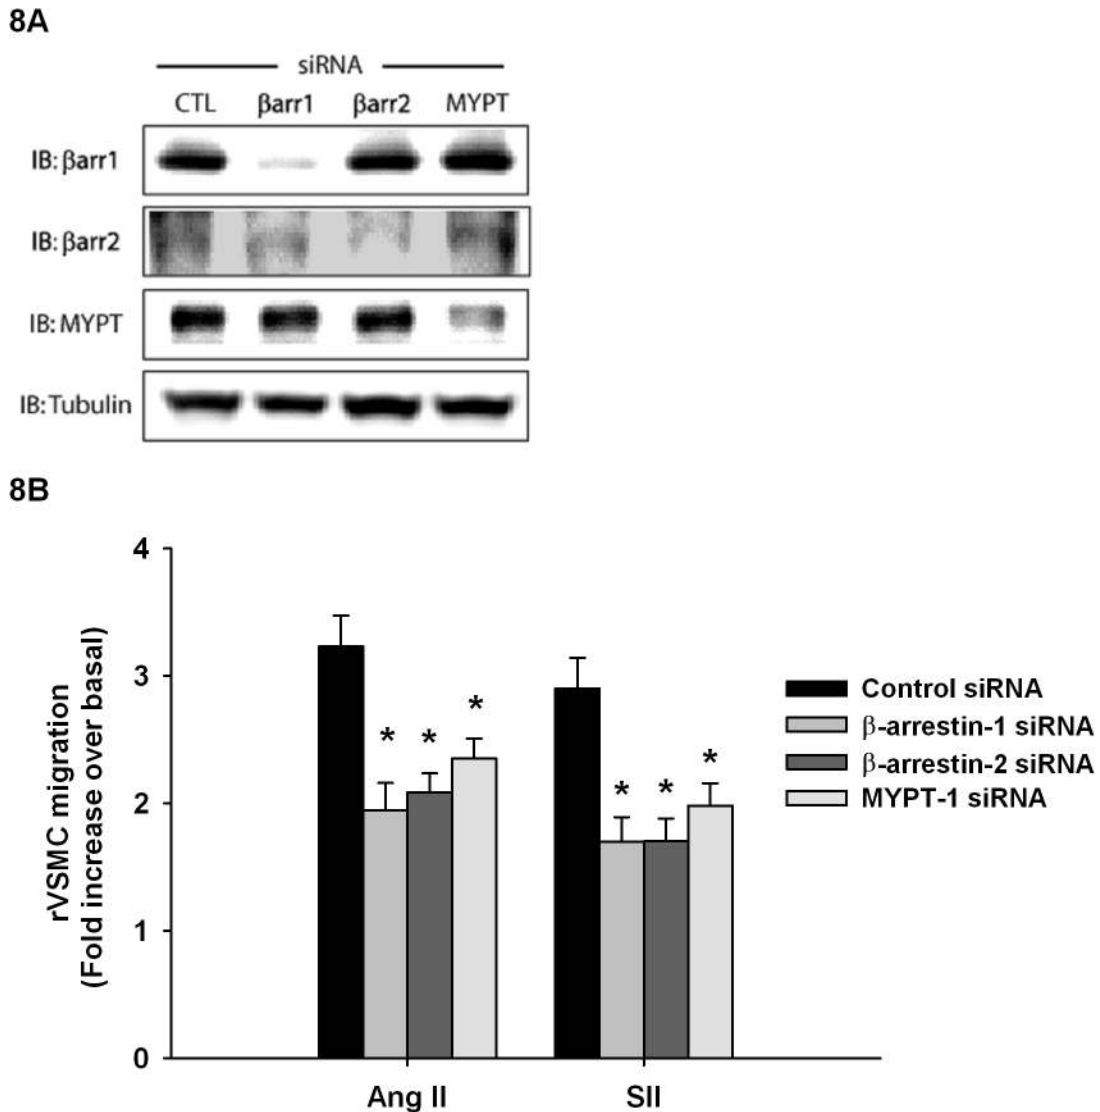 8A
siRNA
CTL βarr1 βarr2 MYPT
IB: βarr1
IB: βarr2
IB: MYPT
IB: Tubulin
8B
rVSMC migration
(Fold increase over basal)
4
3
2
1
0
* * *
* * *
Ang II SII
Control siRNA
β-arrestin-1 siRNA
β-arrestin-2 siRNA
MYPT-1 siRNA